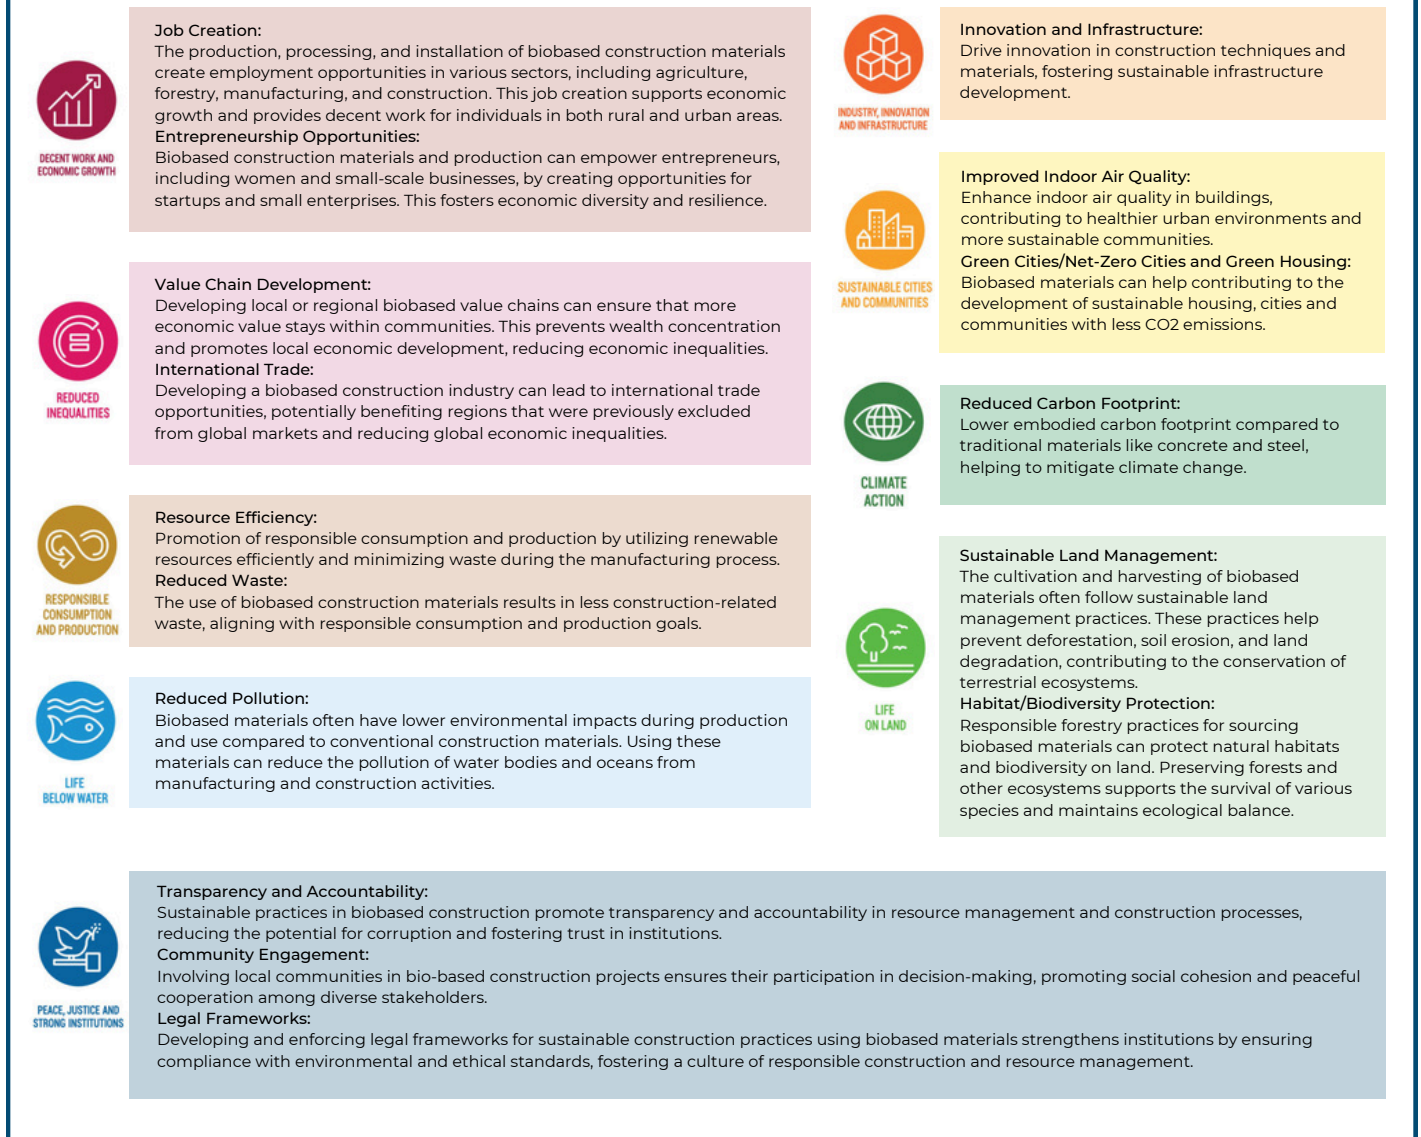 Job Creation:
The production, processing, and installation of biobased construction materials
create employment opportunities in various sectors, including agriculture,
forestry, manufacturing, and construction. This job creation supports economic
growth and provides decent work for individuals in both rural and urban areas.
Entrepreneurship Opportunities:
Biobased construction materials and production can empower entrepreneurs,
including women and small-scale businesses, by creating opportunities for
startups and small enterprises. This fosters economic diversity and resilience.
DECENT WORK AND
ECONOMIC GROWTH
Innovation and Infrastructure:
Drive innovation in construction techniques and
materials, fostering sustainable infrastructure
development.
INDUSTRY, INNOVATION
AND INFRASTRUCTURE
Value Chain Development:
Developing local or regional biobased value chains can ensure that more
economic value stays within communities. This prevents wealth concentration
and promotes local economic development, reducing economic inequalities.
International Trade:
Developing a biobased construction industry can lead to international trade
opportunities, potentially benefiting regions that were previously excluded
from global markets and reducing global economic inequalities.
REDUCED
INEQUALITIES
Improved Indoor Air Quality:
Enhance indoor air quality in buildings,
contributing to healthier urban environments and
more sustainable communities.
Green Cities/Net-Zero Cities and Green Housing:
Biobased materials can help contributing to the
development of sustainable housing, cities and
communities with less CO2 emissions.
SUSTAINABLE CITIES
AND COMMUNITIES
Reduced Carbon Footprint:
Lower embodied carbon footprint compared to
traditional materials like concrete and steel,
helping to mitigate climate change.
CLIMATE
ACTION
Resource Efficiency:
Promotion of responsible consumption and production by utilizing renewable
resources efficiently and minimizing waste during the manufacturing process.
Reduced Waste:
The use of biobased construction materials results in less construction-related
waste, aligning with responsible consumption and production goals.
RESPONSIBLE
CONSUMPTION
AND PRODUCTION
Sustainable Land Management:
The cultivation and harvesting of biobased
materials often follow sustainable land
management practices. These practices help
prevent deforestation, soil erosion, and land
degradation, contributing to the conservation of
terrestrial ecosystems.
Habitat/Biodiversity Protection:
Responsible forestry practices for sourcing
biobased materials can protect natural habitats
and biodiversity on land. Preserving forests and
other ecosystems supports the survival of various
species and maintains ecological balance.
LIFE
ON LAND
Reduced Pollution:
Biobased materials often have lower environmental impacts during production
and use compared to conventional construction materials. Using these
materials can reduce the pollution of water bodies and oceans from
manufacturing and construction activities.
LIFE
BELOW WATER
Transparency and Accountability:
Sustainable practices in biobased construction promote transparency and accountability in resource management and construction processes,
reducing the potential for corruption and fostering trust in institutions.
Community Engagement:
Involving local communities in bio-based construction projects ensures their participation in decision-making, promoting social cohesion and peaceful
cooperation among diverse stakeholders.
Legal Frameworks:
Developing and enforcing legal frameworks for sustainable construction practices using biobased materials strengthens institutions by ensuring
compliance with environmental and ethical standards, fostering a culture of responsible construction and resource management.
PEACE, JUSTICE AND
STRONG INSTITUTIONS